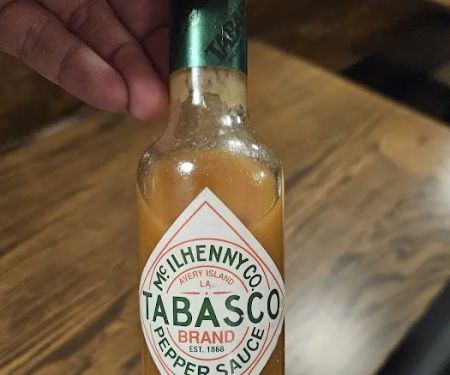 McILHENNY CO.
AVERY ISLAND
LA.
TABASCO
BRAND
EST. 1868
PEPPER SAUCE